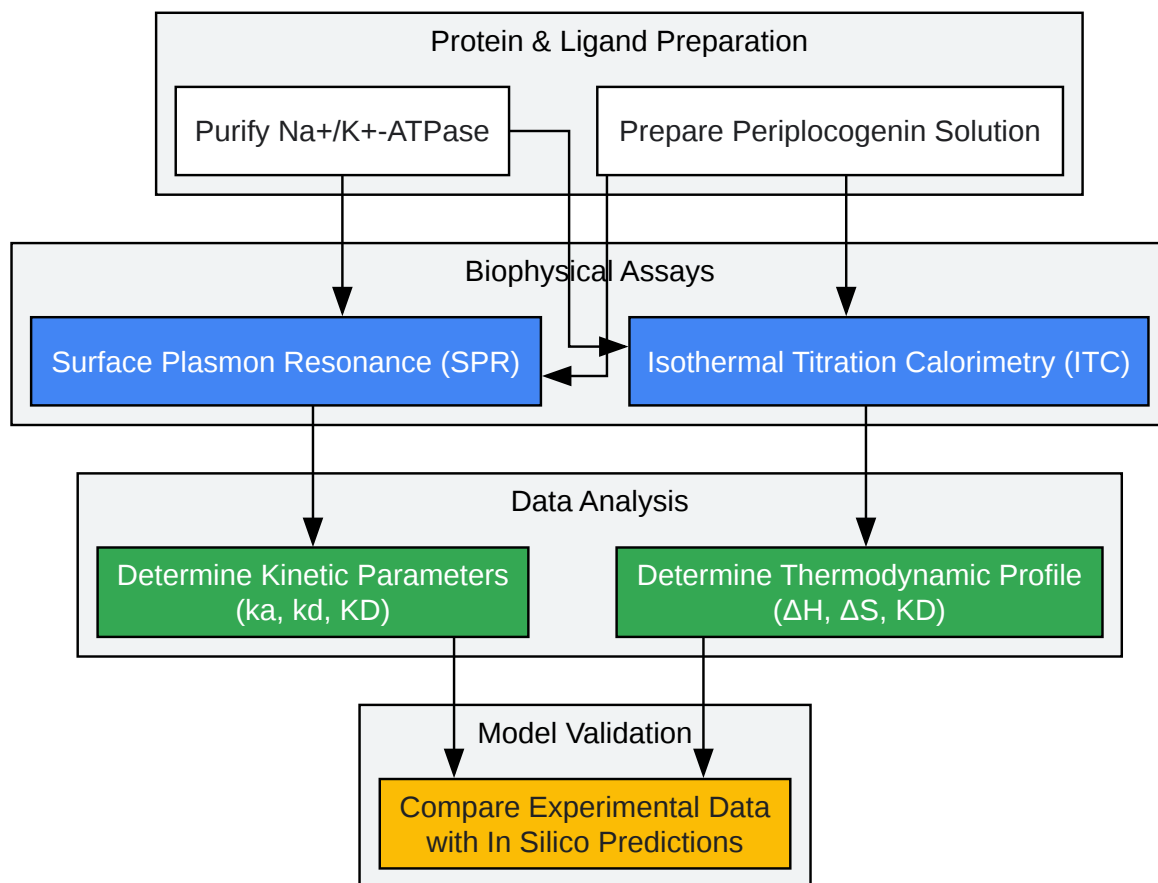 Protein & Ligand Preparation
Purify Na+/K+-ATPase
Prepare Periplocogenin Solution
Biophysical Assays
Surface Plasmon Resonance (SPR)
Isothermal Titration Calorimetry (ITC)
Data Analysis
Determine Kinetic Parameters
(ka, kd, KD)
Determine Thermodynamic Profile
(ΔH, ΔS, KD)
Model Validation
Compare Experimental Data
with In Silico Predictions